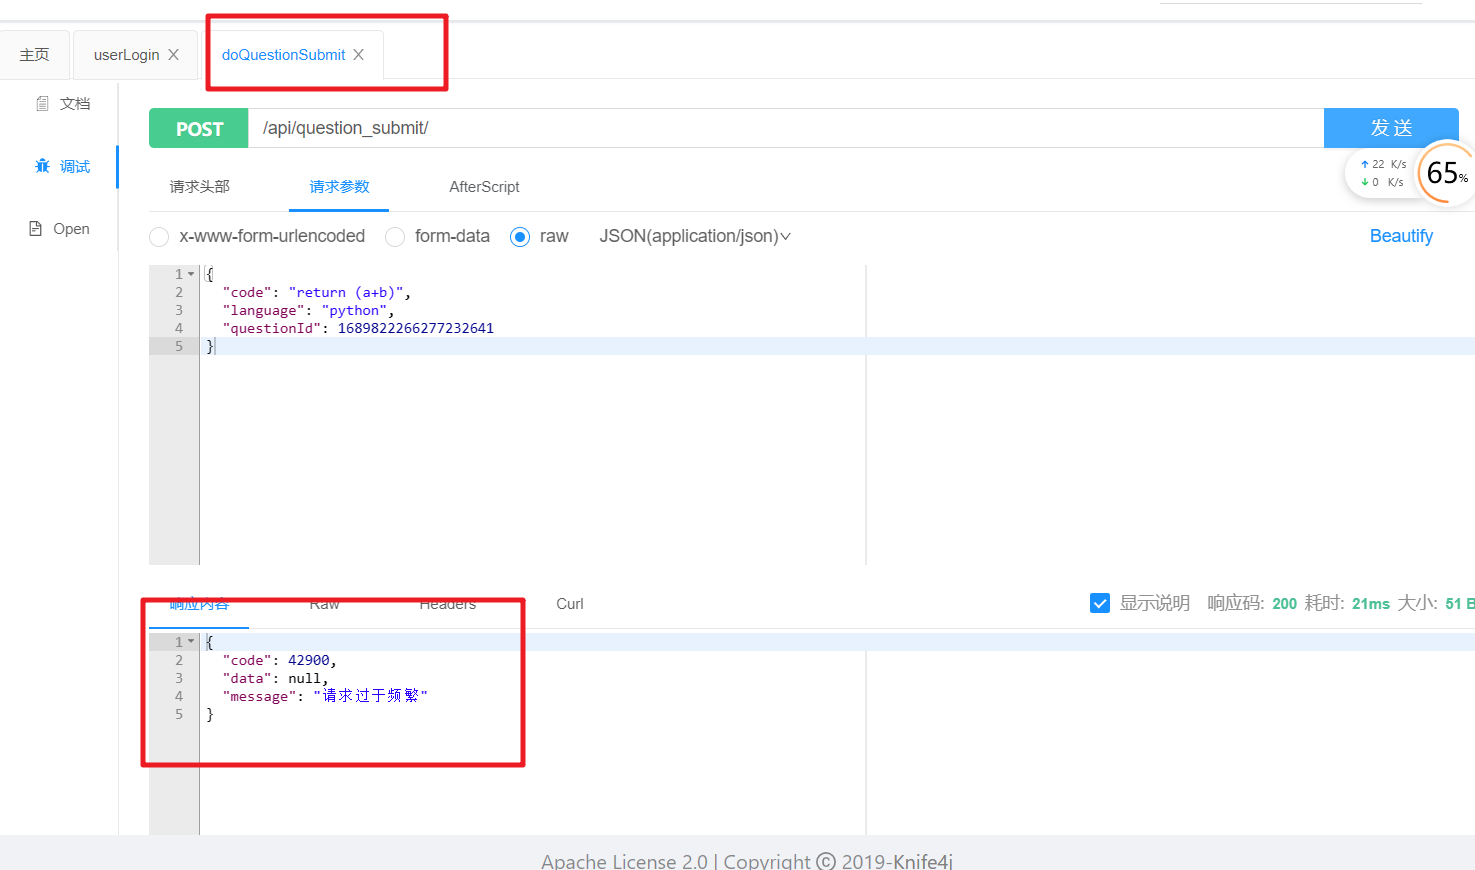 主页 userLogin X doQuestionSubmit X
文档
调试
Open
POST /api/question_submit/ 发 送
22 K/s
0 K/s
65%
请求头部 请求参数 AfterScript
x-www-form-urlencoded form-data raw JSON(application/json) Beautify
1 {
2 "code": "return (a+b)",
3 "language": "python",
4 "questionId": 1689822266277232641
5 }
响应内容 Raw Headers Curl 显示说明 响应码: 200 耗时: 21ms 大小: 51 B
1 {
2 "code": 42900,
3 "data": null,
4 "message": "请求过于频繁"
5 }
Apache License 2.0 | Copyright © 2019-Knife4j